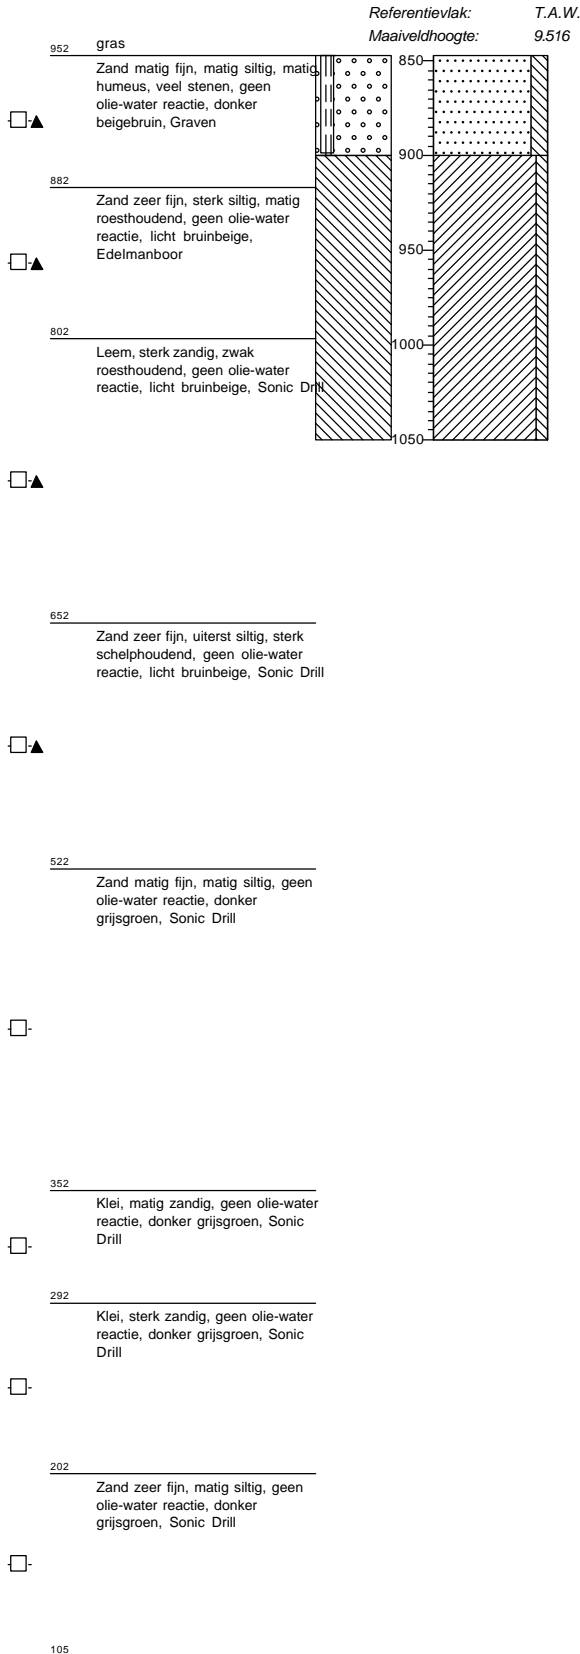 Referentievlak: T.A.W.
Maaiveldhoogte: 9.516
952 gras
Zand matig fijn, matig siltig, matig
humeus, veel stenen, geen
olie-water reactie, donker
beigebruin, Graven
882
Zand zeer fijn, sterk siltig, matig
roesthoudend, geen olie-water
reactie, licht bruinbeige,
Edelmanboor
802
Leem, sterk zandig, zwak
roesthoudend, geen olie-water
reactie, licht bruinbeige, Sonic Drill
850
900
950
1000
1050
652
Zand zeer fijn, uiterst siltig, sterk
schelphoudend, geen olie-water
reactie, licht bruinbeige, Sonic Drill
522
Zand matig fijn, matig siltig, geen
olie-water reactie, donker
grijsgroen, Sonic Drill
352
Klei, matig zandig, geen olie-water
reactie, donker grijsgroen, Sonic
Drill
292
Klei, sterk zandig, geen olie-water
reactie, donker grijsgroen, Sonic
Drill
202
Zand zeer fijn, matig siltig, geen
olie-water reactie, donker
grijsgroen, Sonic Drill
105